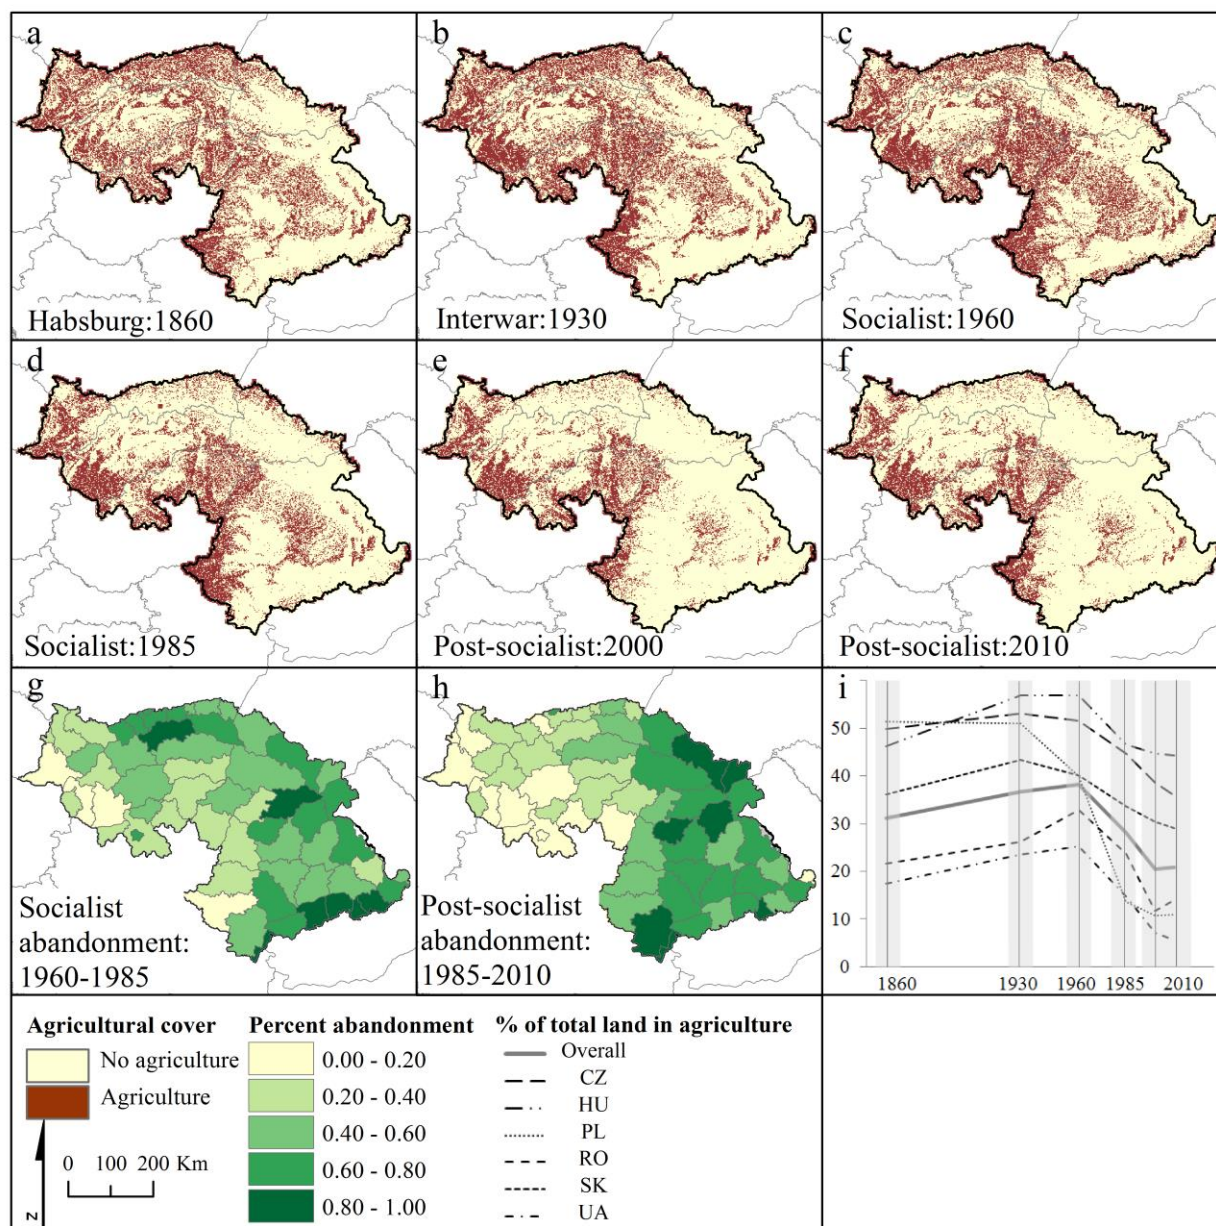 a
b
c
Habsburg:1860
Interwar:1930
Socialist:1960
d
e
f
Socialist:1985
Post-socialist:2000
Post-socialist:2010
g
h
i
Socialist
abandonment:
1960-1985
Post-socialist
abandonment:
1985-2010
50
40
30
20
10
0
1860
1930
1960
1985
2010
Agricultural cover
No agriculture
Agriculture
N
0 100 200 Km
Percent abandonment
0.00 - 0.20
0.20 - 0.40
0.40 - 0.60
0.60 - 0.80
0.80 - 1.00
% of total land in agriculture
Overall
CZ
HU
PL
RO
SK
UA